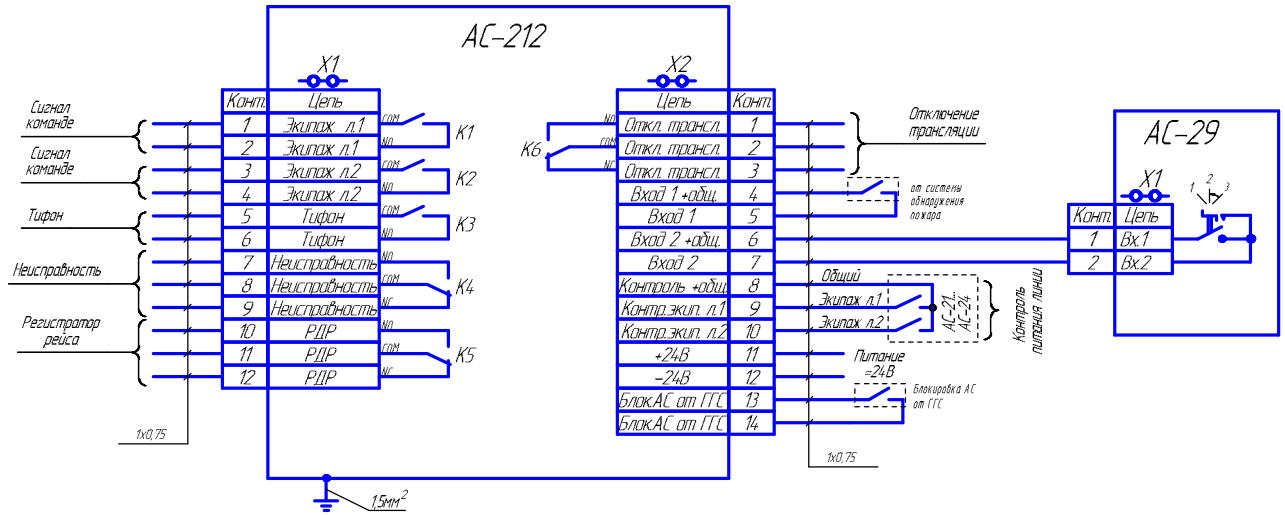 АС-212
X1
Конт. Цепь
1 Экипаж л.1 COM
2 Экипаж л.1 NO
К1
3 Экипаж л.2 COM
4 Экипаж л.2 NO
К2
5 Тифон COM
6 Тифон NO
К3
7 Неисправность NO
8 Неисправность COM
9 Неисправность NC
К4
10 РДР NO
11 РДР COM
12 РДР NC
К5
Сигнал
команде
Сигнал
команде
Тифон
Неисправность
Регистратор
рейса
1х0,75
1,5мм²
X2
Цепь Конт.
NO Откл. трансл. 1
COM Откл. трансл. 2
NC Откл. трансл. 3
К6
Вход 1 +общ. 4
Вход 1 5
Вход 2 +общ. 6
Вход 2 7
Контроль +общ. 8
Контр.экип. л.1 9
Контр.экип. л.2 10
+24В 11
-24В 12
Блок.АС от ГГС 13
Блок.АС от ГГС 14
Отключение
трансляции
от системы
обнаружения
пожара
Общий
Экипаж л.1
Экипаж л.2
АС-21...
АС-24
Контроль
питания линии
Питание
=24В
Блокировка АС
от ГГС
1х0,75
АС-29
X1
Конт. Цепь
1 Вх.1
2 Вх.2
1 2 3